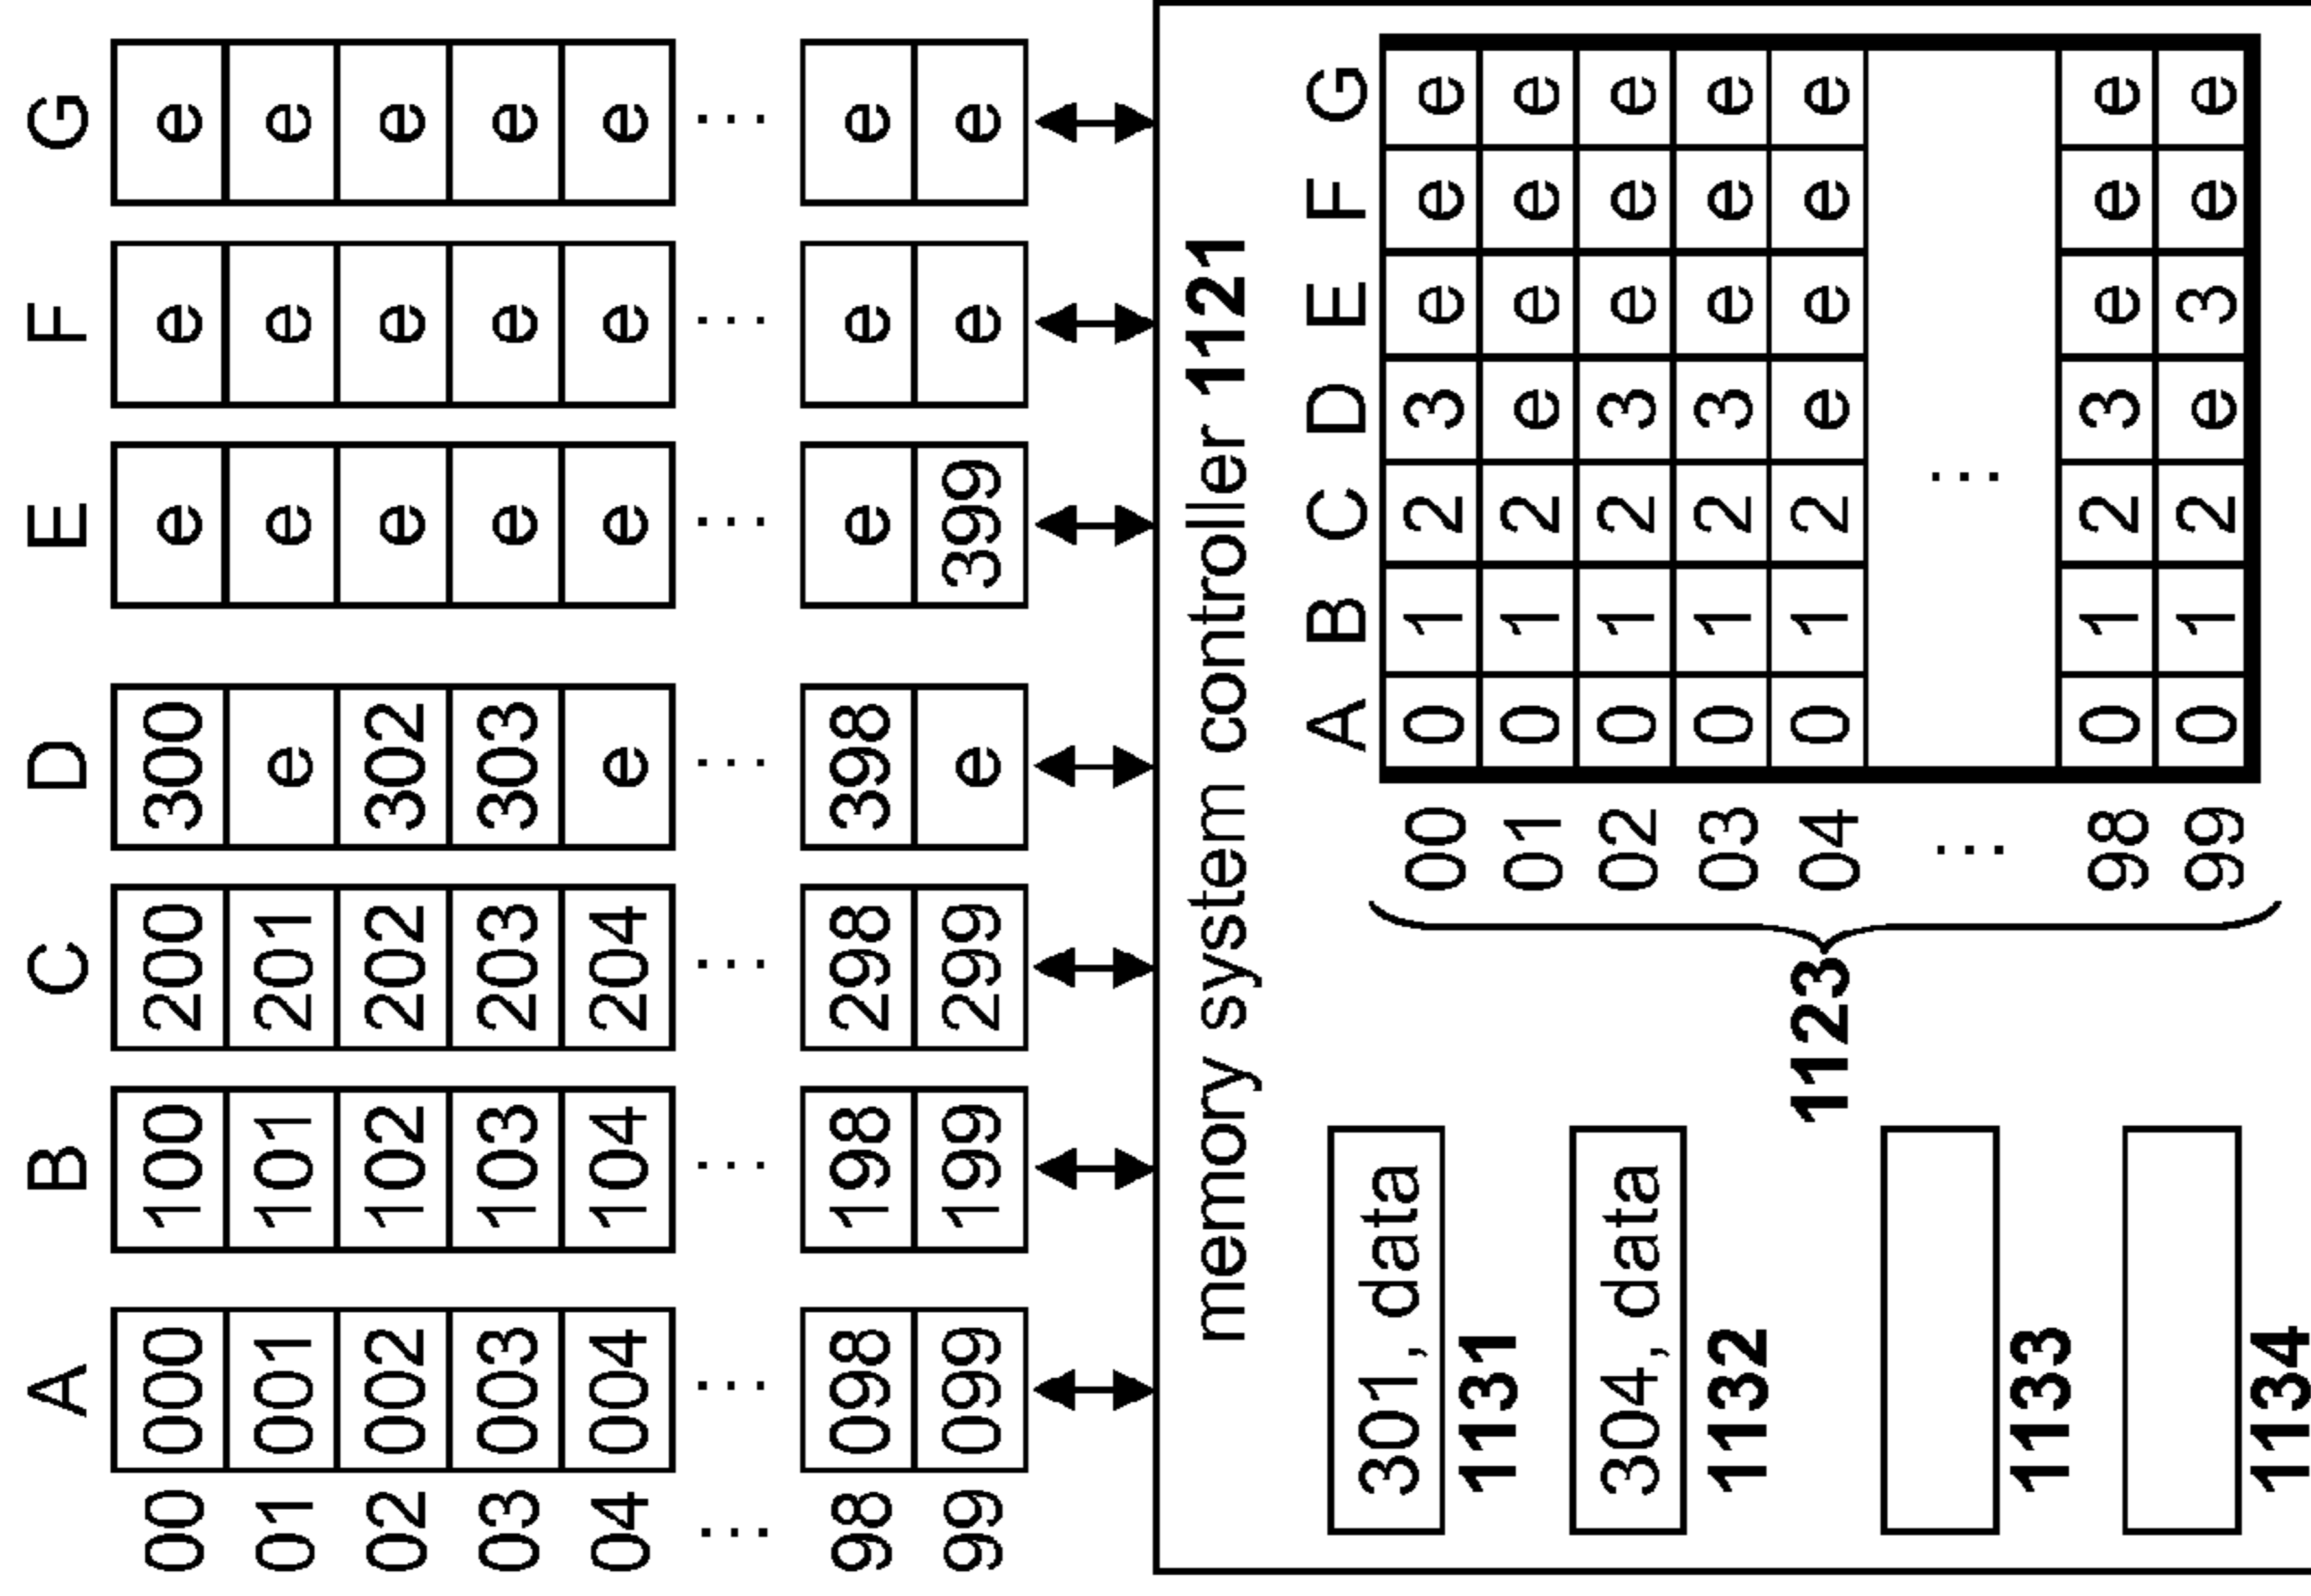 A B C D E F G
00 000 100 200 300 e e e
01 001 101 201 e e e e
02 002 102 202 302 e e e
03 003 103 203 303 e e e
04 004 104 204 e e e e
... ... ... ... ... ... ... ...
98 098 198 298 398 e e e
99 099 199 299 e 399 e e
memory system controller 1121
A B C D E F G
301, data
00 0 1 2 3 e e e
1131
01 0 1 2 e e e e
304, data
02 0 1 2 3 e e e
1132
03 0 1 2 3 e e e
1123
04 0 1 2 e e e e
... ...
1133
98 0 1 2 3 e e e
99 0 1 2 e 3 e e
1134